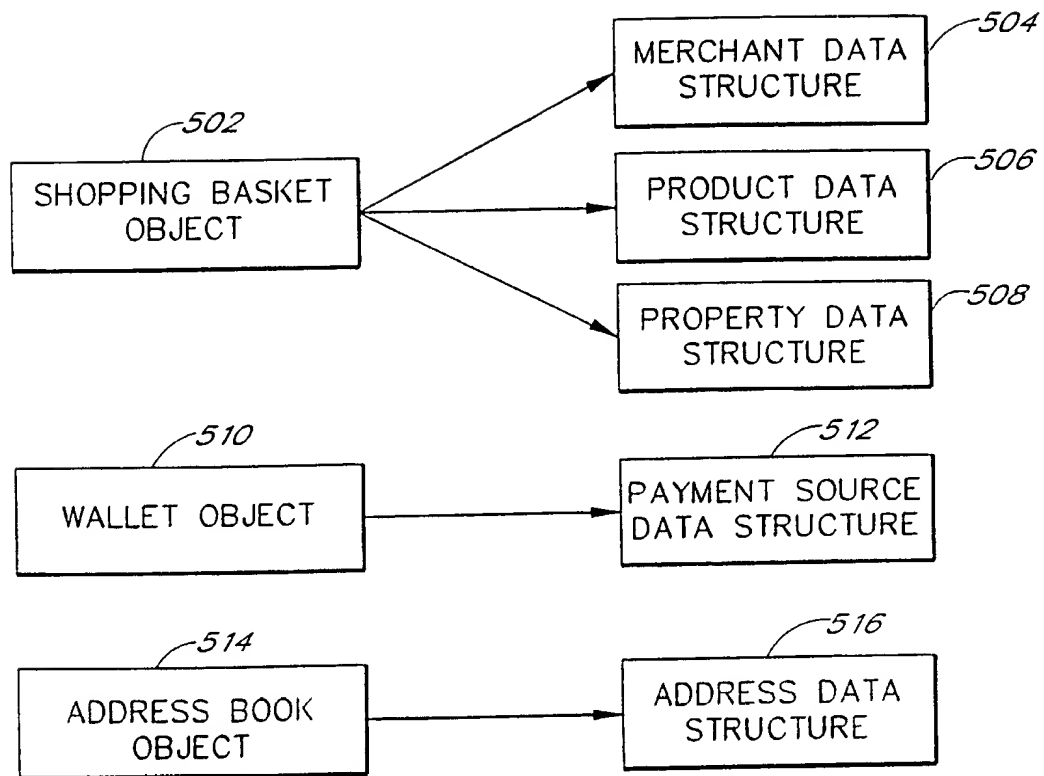 504
MERCHANT DATA
STRUCTURE
502
SHOPPING BASKET
OBJECT
506
PRODUCT DATA
STRUCTURE
508
PROPERTY DATA
STRUCTURE
510
WALLET OBJECT
512
PAYMENT SOURCE
DATA STRUCTURE
514
ADDRESS BOOK
OBJECT
516
ADDRESS DATA
STRUCTURE